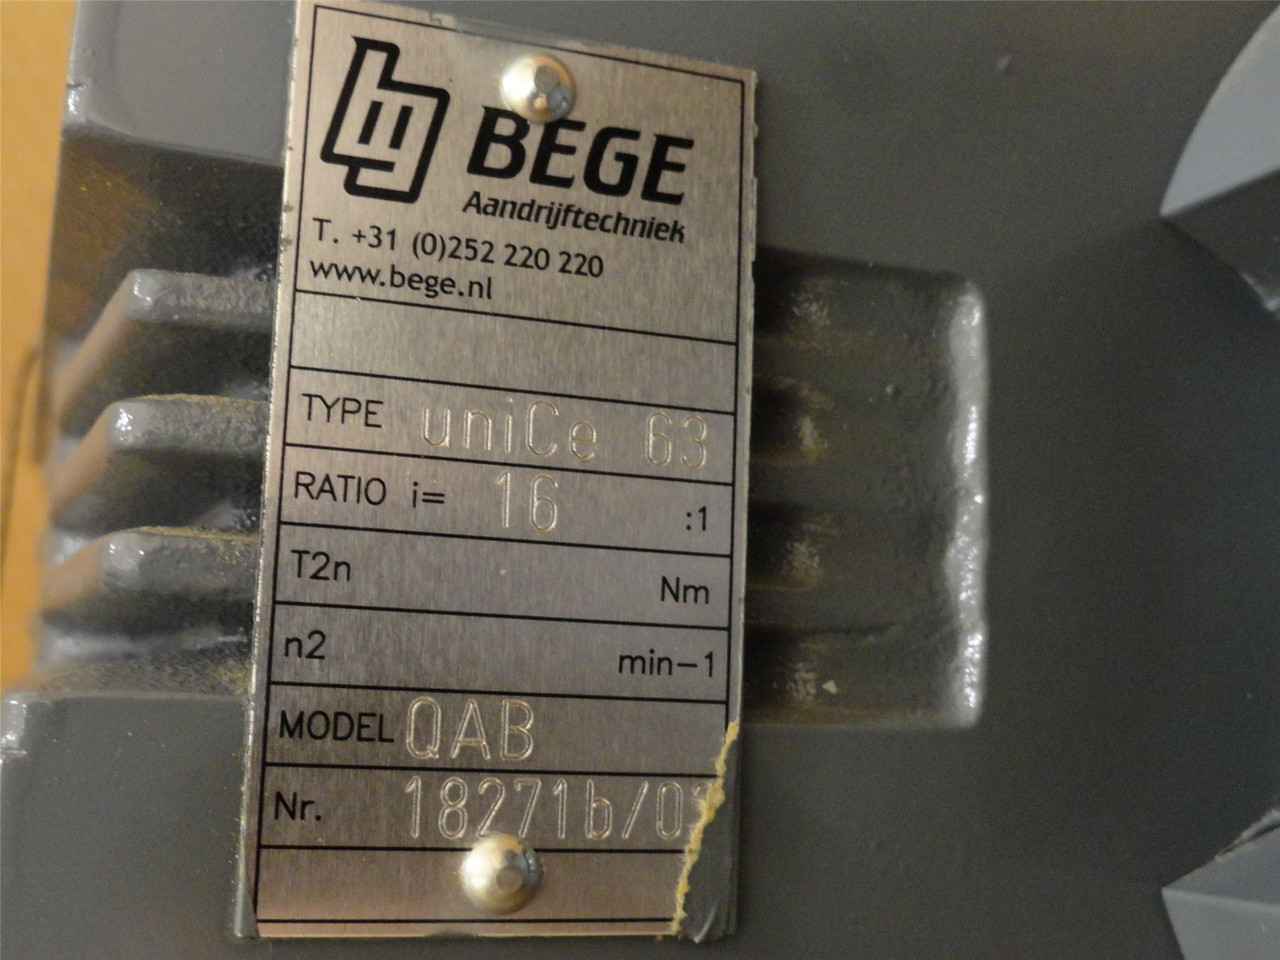 BEGE
Aandrijftechniek
T. +31 (0)252 220 220
www.bege.nl
TYPE uniCe 63
RATIO i= 16 :1
T2n Nm
n2 min-1
MODEL QAB
Nr.